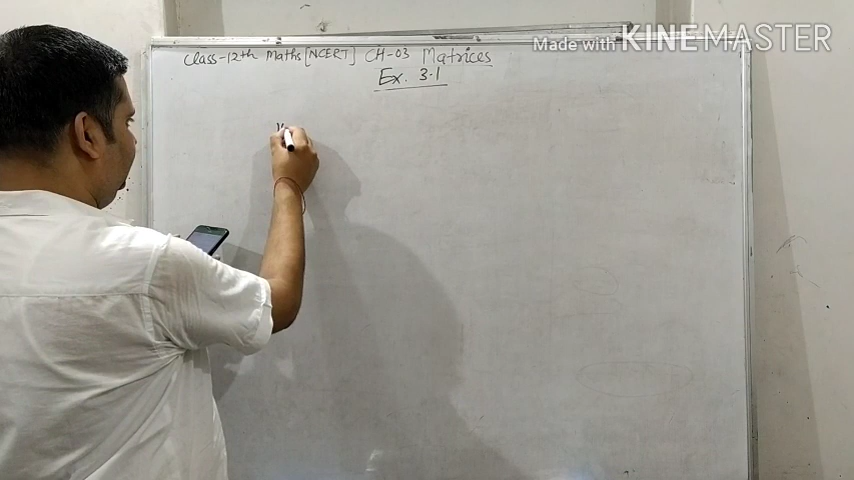 Made with KINEMASTER
Class-12th Maths [NCERT] CH-03 Matrices
Ex. 3.1